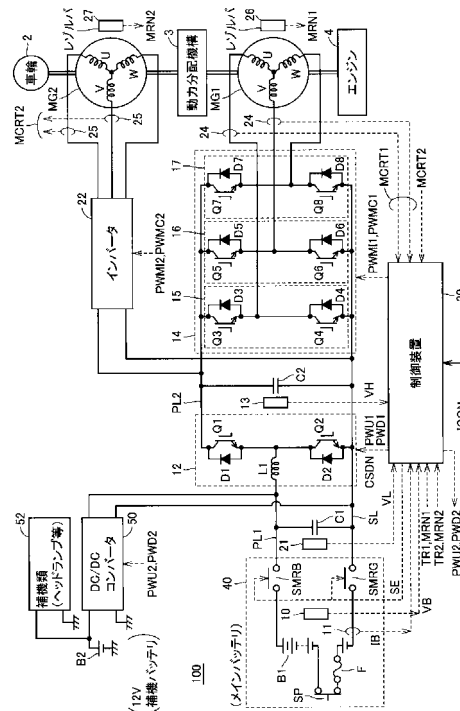 車輪
2
レゾルバ
27
MRN2
MG2
U
V
W
MCRT2
25
25
3
動力分配機構
レゾルバ
26
MRN1
MG1
U
V
W
4
エンジン
24
24
MCRT1
MCRT2
22
インバータ
PWMI2,PWMC2
17
Q7
D7
Q8
D8
16
Q5
D5
Q6
D6
15
Q3
D3
Q4
D4
14
PWMI1,PWMC1
PL2
C2
13
VH
12
Q1
D1
Q2
D2
L1
PWU1
PWD1
CSDN
制御装置
52
補機類
(ヘッドランプ等)
50
DC/DC
コンバータ
PWU2,PWD2
B2
(12V
補機バッテリ)
PL1
C1
SL
21
VL
40
SMRB
SMRG
SE
10
VB
11
IB
B1
F
SP
(メインバッテリ)
100
TR1,MRN1
TR2,MRN2
PWU2,PWD2